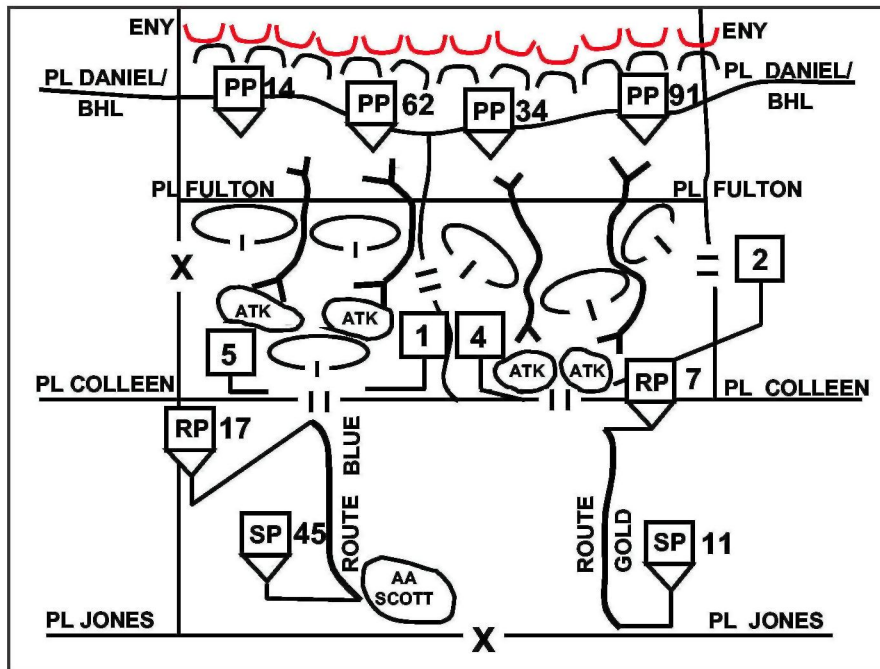 ENY
ENY
PL DANIEL/
BHL
PP 14
PP 62
PP 34
PP 91
PL DANIEL/
BHL
PL FULTON
PL FULTON
X
I
I
I
I
I
2
ATK
ATK
5
I
1
4
ATK
ATK
RP 7
PL COLLEEN
PL COLLEEN
RP 17
ROUTE BLUE
ROUTE GOLD
SP 45
SP 11
AA
SCOTT
PL JONES
X
PL JONES